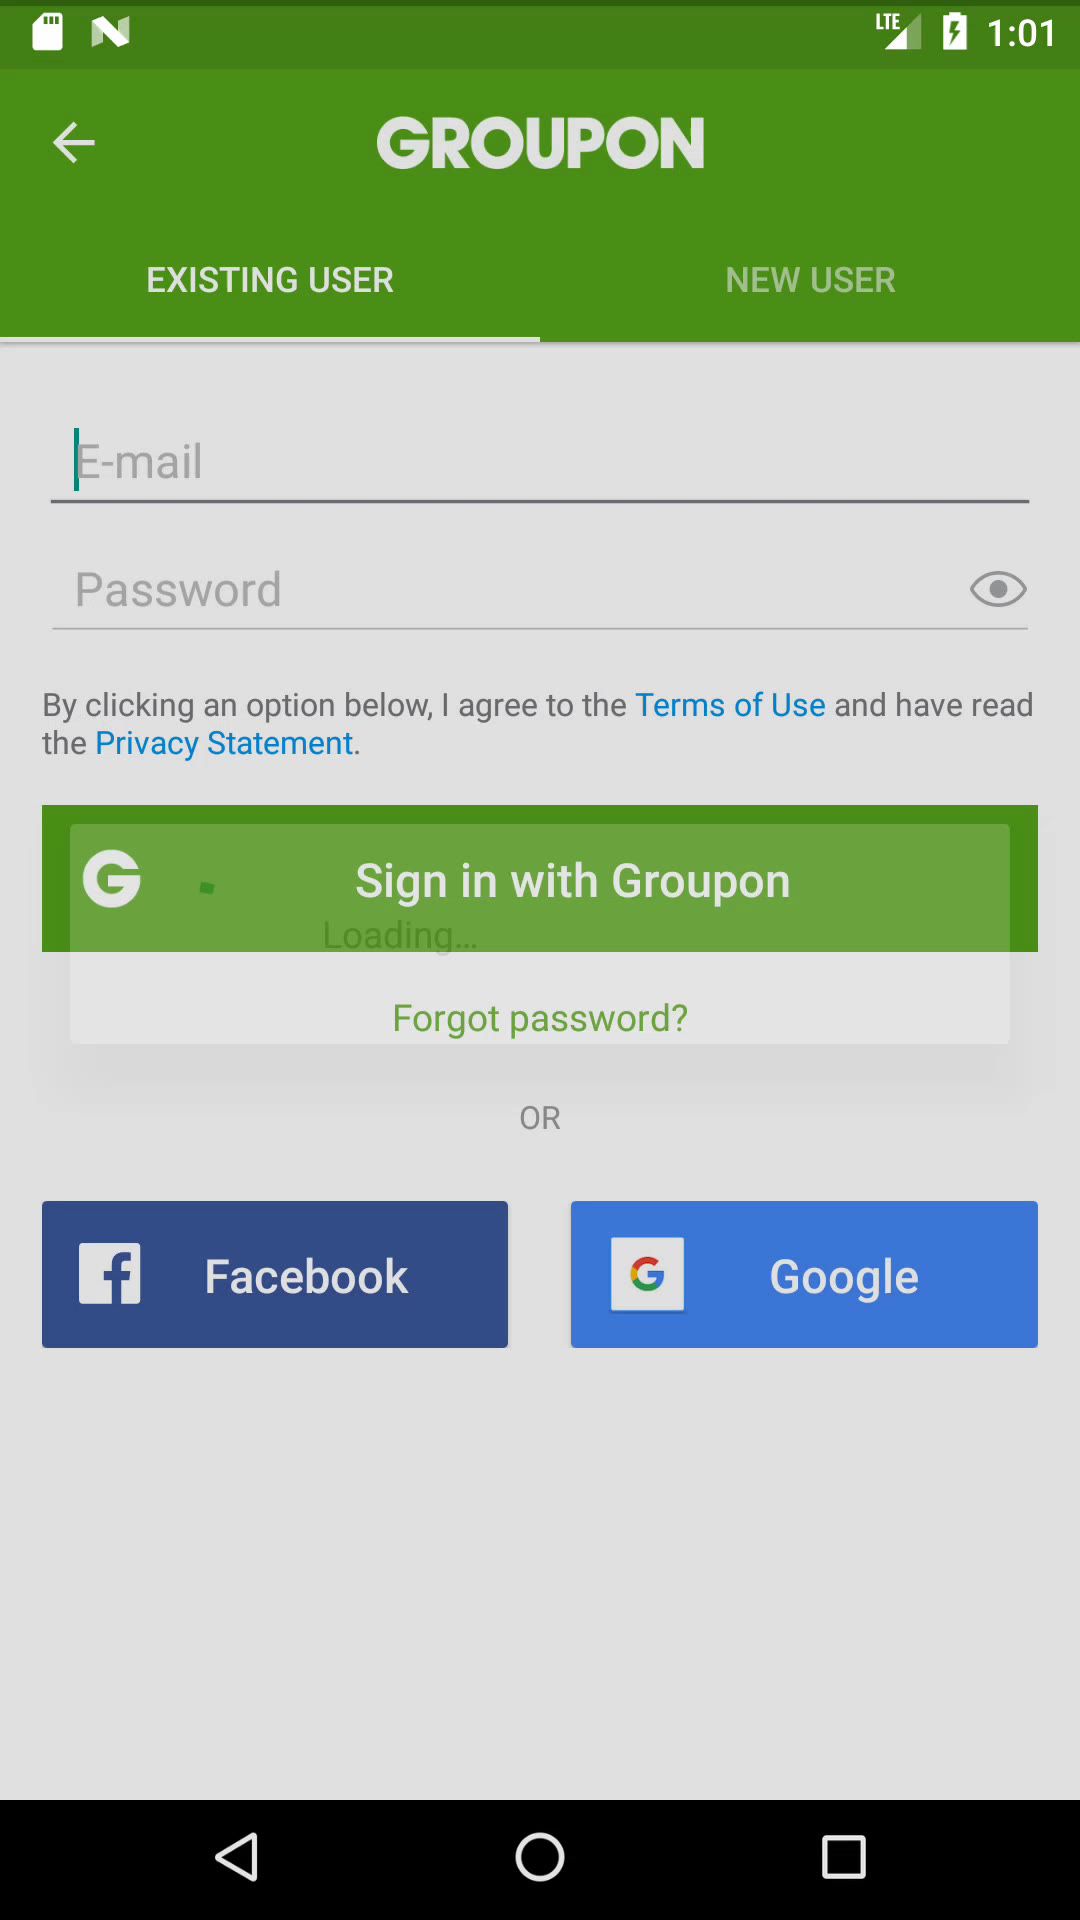 LTE 1:01
GROUPON
EXISTING USER NEW USER
E-mail
Password
By clicking an option below, I agree to the Terms of Use and have read
the Privacy Statement.
G Sign in with Groupon
Loading...
Forgot password?
OR
f Facebook G Google